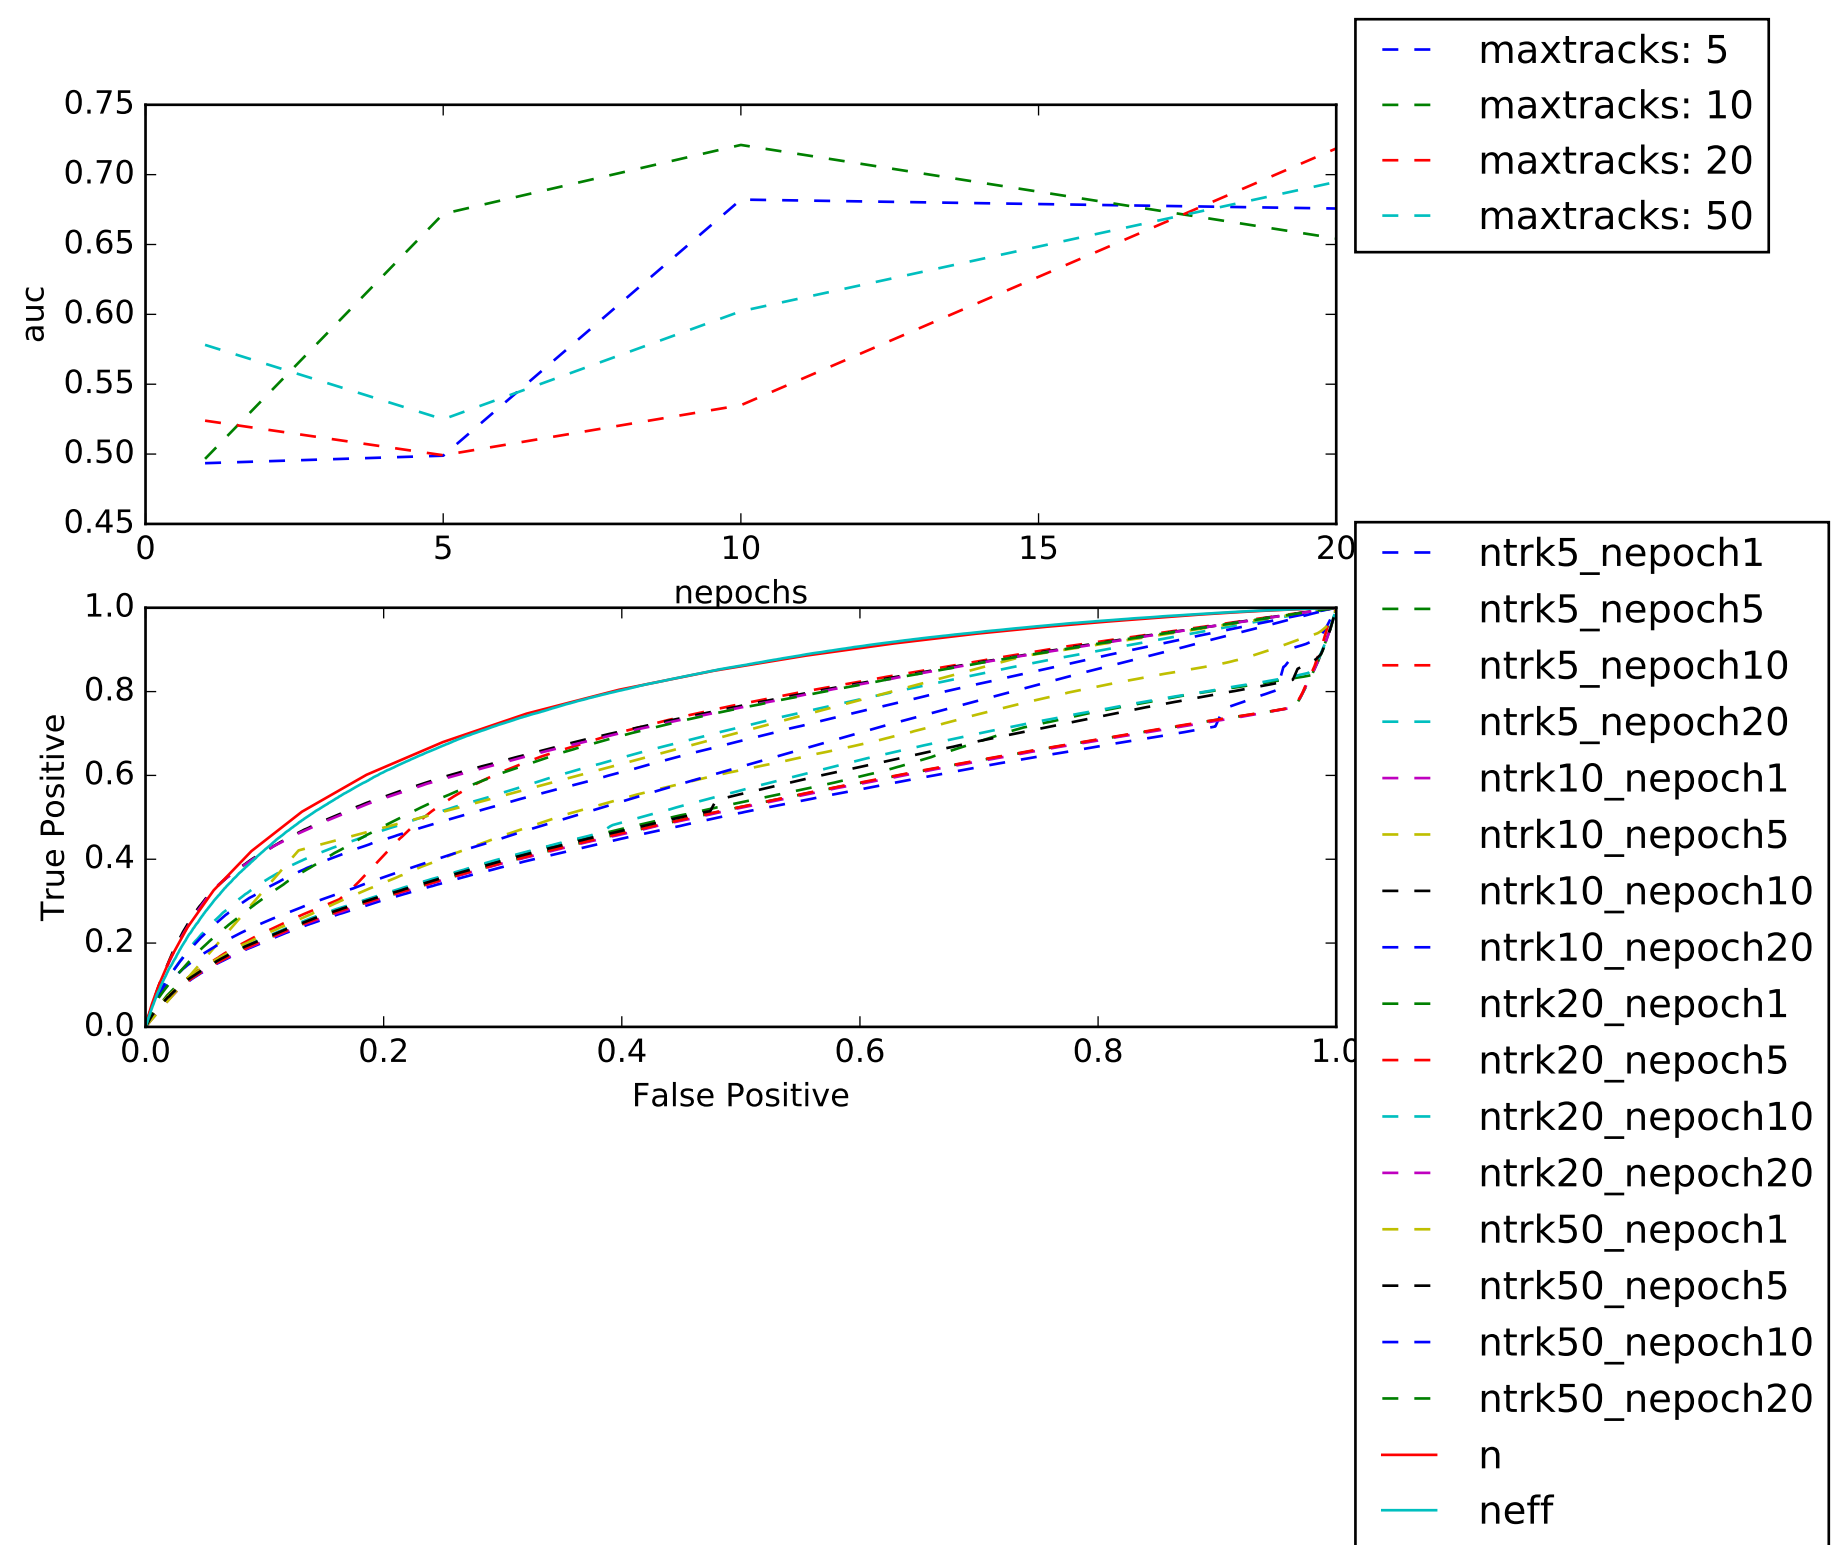 maxtracks: 5
maxtracks: 10
maxtracks: 20
maxtracks: 50
0.75
0.70
0.65
0.60
0.55
0.50
0.45
auc
0 5 10 15 20
nepochs
1.0
0.8
0.6
0.4
0.2
0.0
True Positive
0.0 0.2 0.4 0.6 0.8 1.0
False Positive
ntrk5_nepoch1
ntrk5_nepoch5
ntrk5_nepoch10
ntrk5_nepoch20
ntrk10_nepoch1
ntrk10_nepoch5
ntrk10_nepoch10
ntrk10_nepoch20
ntrk20_nepoch1
ntrk20_nepoch5
ntrk20_nepoch10
ntrk20_nepoch20
ntrk50_nepoch1
ntrk50_nepoch5
ntrk50_nepoch10
ntrk50_nepoch20
n
neff